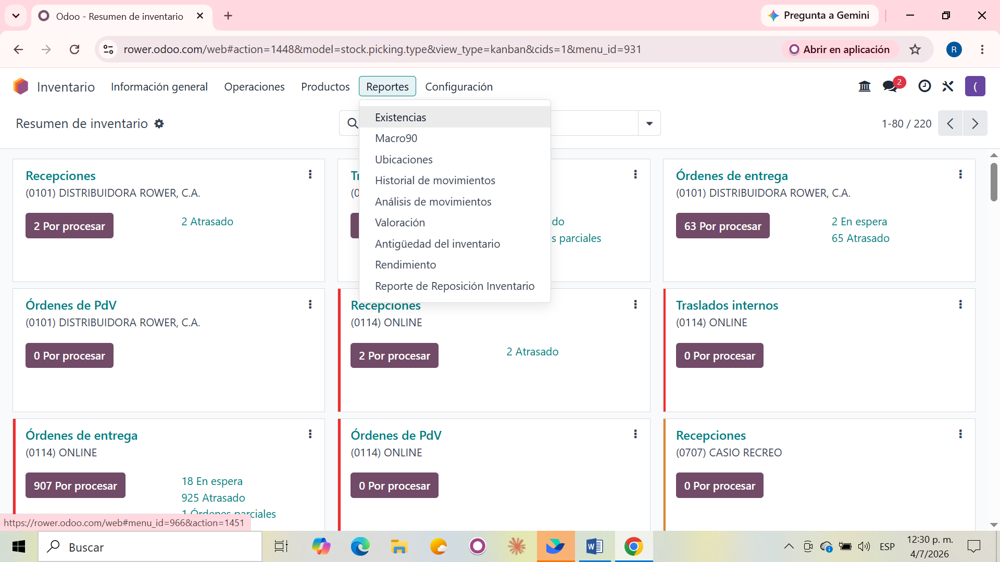 Odoo - Resumen de inventario
Pregunta a Gemini
rower.odoo.com/web#action=1448&model=stock.picking.type&view_type=kanban&cids=1&menu_id=931
Abrir en aplicación
R
Inventario
Información general
Operaciones
Productos
Reportes
Configuración
2
(
Resumen de inventario
1-80 / 220
Existencias
Macro90
Ubicaciones
Historial de movimientos
Análisis de movimientos
Valoración
Antigüedad del inventario
Rendimiento
Reporte de Reposición Inventario
Recepciones
(0101) DISTRIBUIDORA ROWER, C.A.
2 Por procesar
2 Atrasado
s parciales
Órdenes de entrega
(0101) DISTRIBUIDORA ROWER, C.A.
63 Por procesar
2 En espera
65 Atrasado
Órdenes de PdV
(0101) DISTRIBUIDORA ROWER, C.A.
0 Por procesar
Recepciones
(0114) ONLINE
2 Por procesar
2 Atrasado
Traslados internos
(0114) ONLINE
0 Por procesar
Órdenes de entrega
(0114) ONLINE
907 Por procesar
18 En espera
925 Atrasado
1 Órdenes parciales
Órdenes de PdV
(0114) ONLINE
0 Por procesar
Recepciones
(0707) CASIO RECREO
0 Por procesar
https://rower.odoo.com/web#menu_id=966&action=1451
Buscar
ESP
12:30 p. m.
4/7/2026